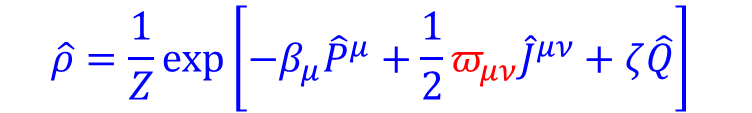 ρ̂ = 1/Z exp[−β_μ P̂^μ + 1/2 ϖ_μν Ĵ^μν + ζQ̂]